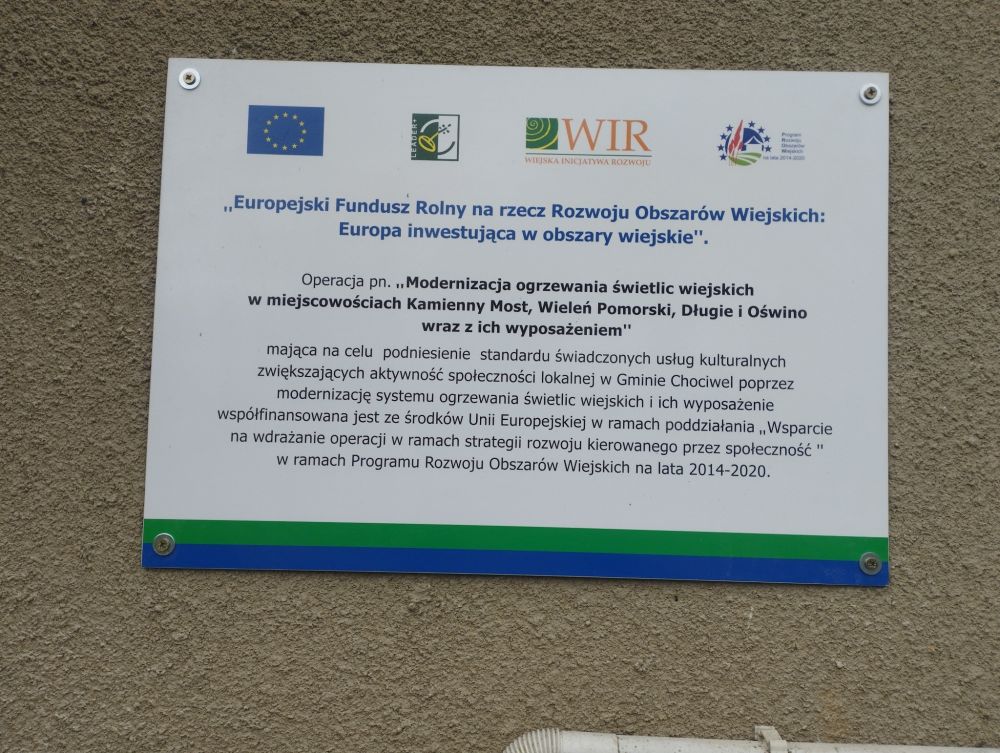 LEADER+
WIR
WIEJSKA INICJATYWA ROZWOJU
Program
Rozwoju
Obszarów
Wiejskich
na lata 2014-2020
„Europejski Fundusz Rolny na rzecz Rozwoju Obszarów Wiejskich:
Europa inwestująca w obszary wiejskie".
Operacja pn. „Modernizacja ogrzewania świetlic wiejskich
w miejscowościach Kamienny Most, Wieleń Pomorski, Długie i Oświno
wraz z ich wyposażeniem"
mająca na celu podniesienie standardu świadczonych usług kulturalnych
zwiększających aktywność społeczności lokalnej w Gminie Chociwel poprzez
modernizację systemu ogrzewania świetlic wiejskich i ich wyposażenie
współfinansowana jest ze środków Unii Europejskiej w ramach poddziałania „Wsparcie
na wdrażanie operacji w ramach strategii rozwoju kierowanego przez społeczność "
w ramach Programu Rozwoju Obszarów Wiejskich na lata 2014-2020.